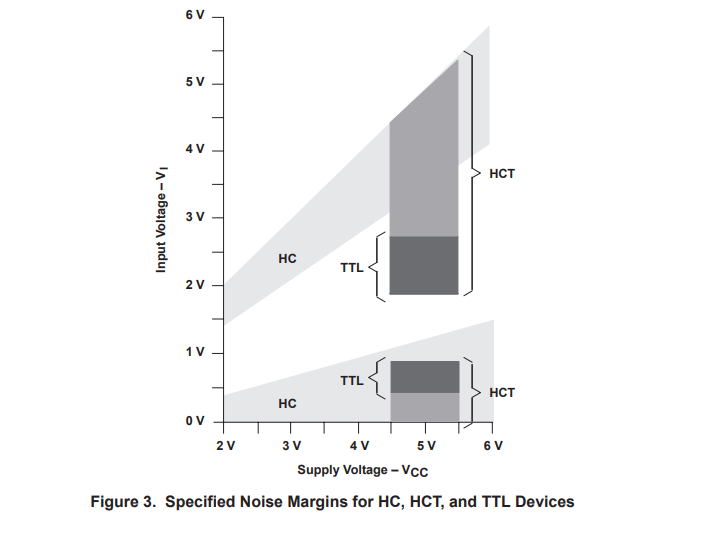 6 V
5 V
4 V
3 V
2 V
1 V
0 V
Input Voltage – VI
HC
TTL
HCT
TTL
HC
HCT
2 V 3 V 4 V 5 V 6 V
Supply Voltage – VCC
Figure 3. Specified Noise Margins for HC, HCT, and TTL Devices